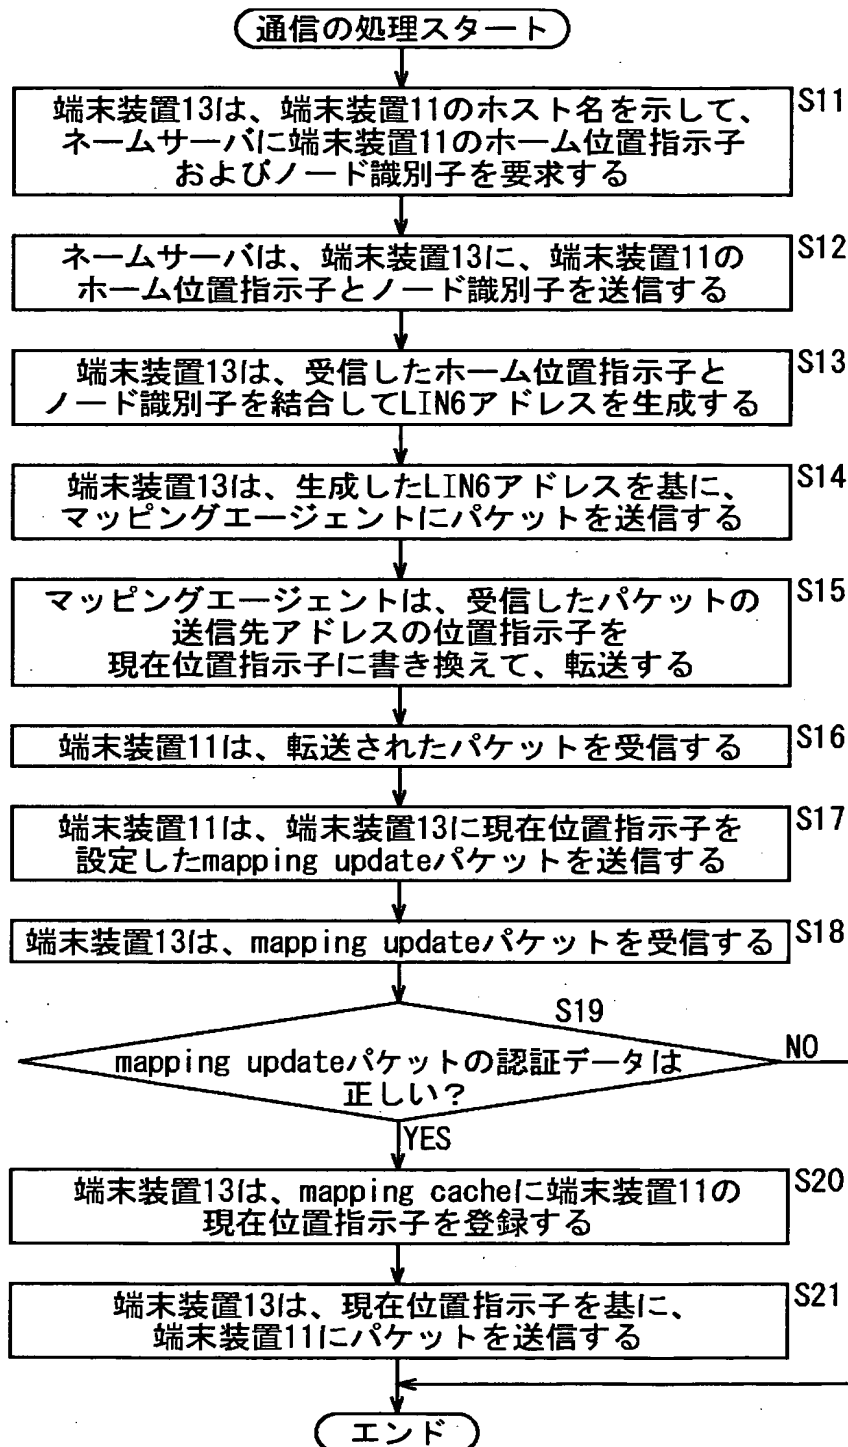 通信の処理スタート
S11
端末装置13は、端末装置11のホスト名を示して、
ネームサーバに端末装置11のホーム位置指示子
およびノード識別子を要求する
S12
ネームサーバは、端末装置13に、端末装置11の
ホーム位置指示子とノード識別子を送信する
S13
端末装置13は、受信したホーム位置指示子と
ノード識別子を結合してLIN6アドレスを生成する
S14
端末装置13は、生成したLIN6アドレスを基に、
マッピングエージェントにパケットを送信する
S15
マッピングエージェントは、受信したパケットの
送信先アドレスの位置指示子を
現在位置指示子に書き換えて、転送する
S16
端末装置11は、転送されたパケットを受信する
S17
端末装置11は、端末装置13に現在位置指示子を
設定したmapping updateパケットを送信する
S18
端末装置13は、mapping updateパケットを受信する
S19
mapping updateパケットの認証データは
正しい?
NO
YES
S20
端末装置13は、mapping cacheに端末装置11の
現在位置指示子を登録する
S21
端末装置13は、現在位置指示子を基に、
端末装置11にパケットを送信する
エンド